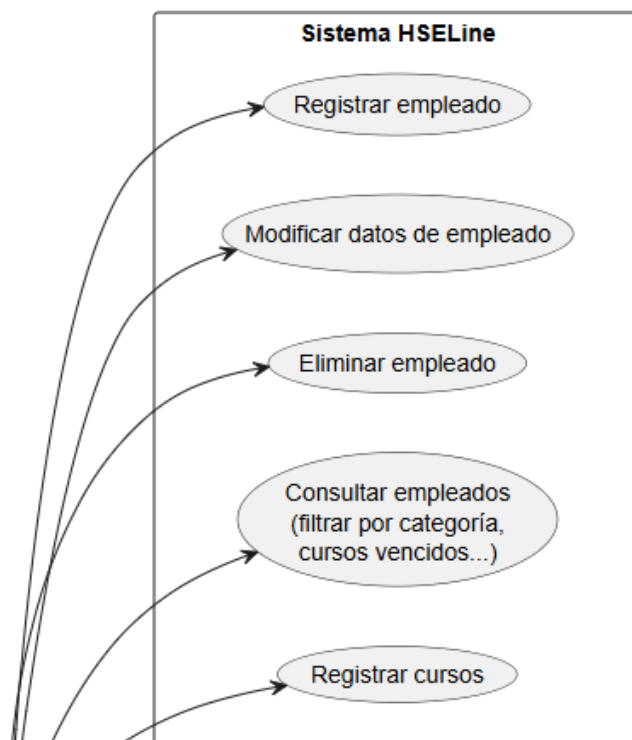 Sistema HSELine
Registrar empleado
Modificar datos de empleado
Eliminar empleado
Consultar empleados
(filtrar por categoría,
cursos vencidos...)
Registrar cursos